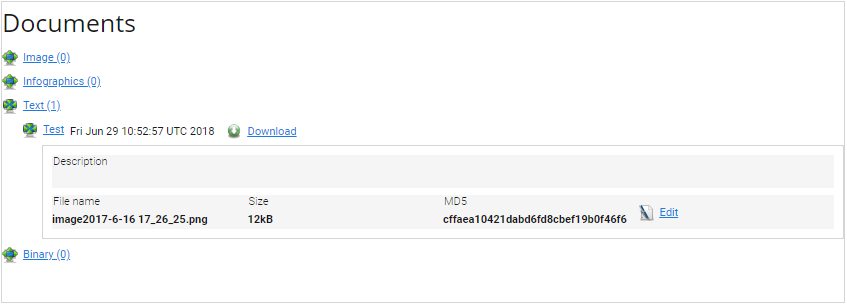 Documents
Image (0)
Infographics (0)
Text (1)
Test Fri Jun 29 10:52:57 UTC 2018 Download
Description
File name Size MD5
image2017-6-16 17_26_25.png 12kB cffaea10421dabd6fd8cbef19b0f46f6 Edit
Binary (0)